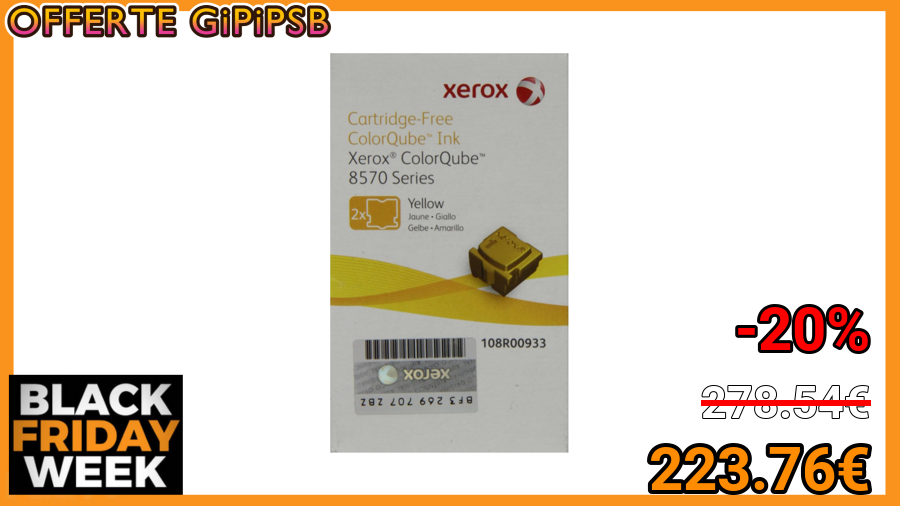 OFFERTE GiPiPSB
xerox
Cartridge-Free
ColorQube™ Ink
Xerox® ColorQube™
8570 Series
2x
Yellow
Jaune • Giallo
Gelbe • Amarillo
108R00933
xerox
BF3 269 707 ZBZ
-20%
278.54€
223.76€
BLACK
FRIDAY
WEEK